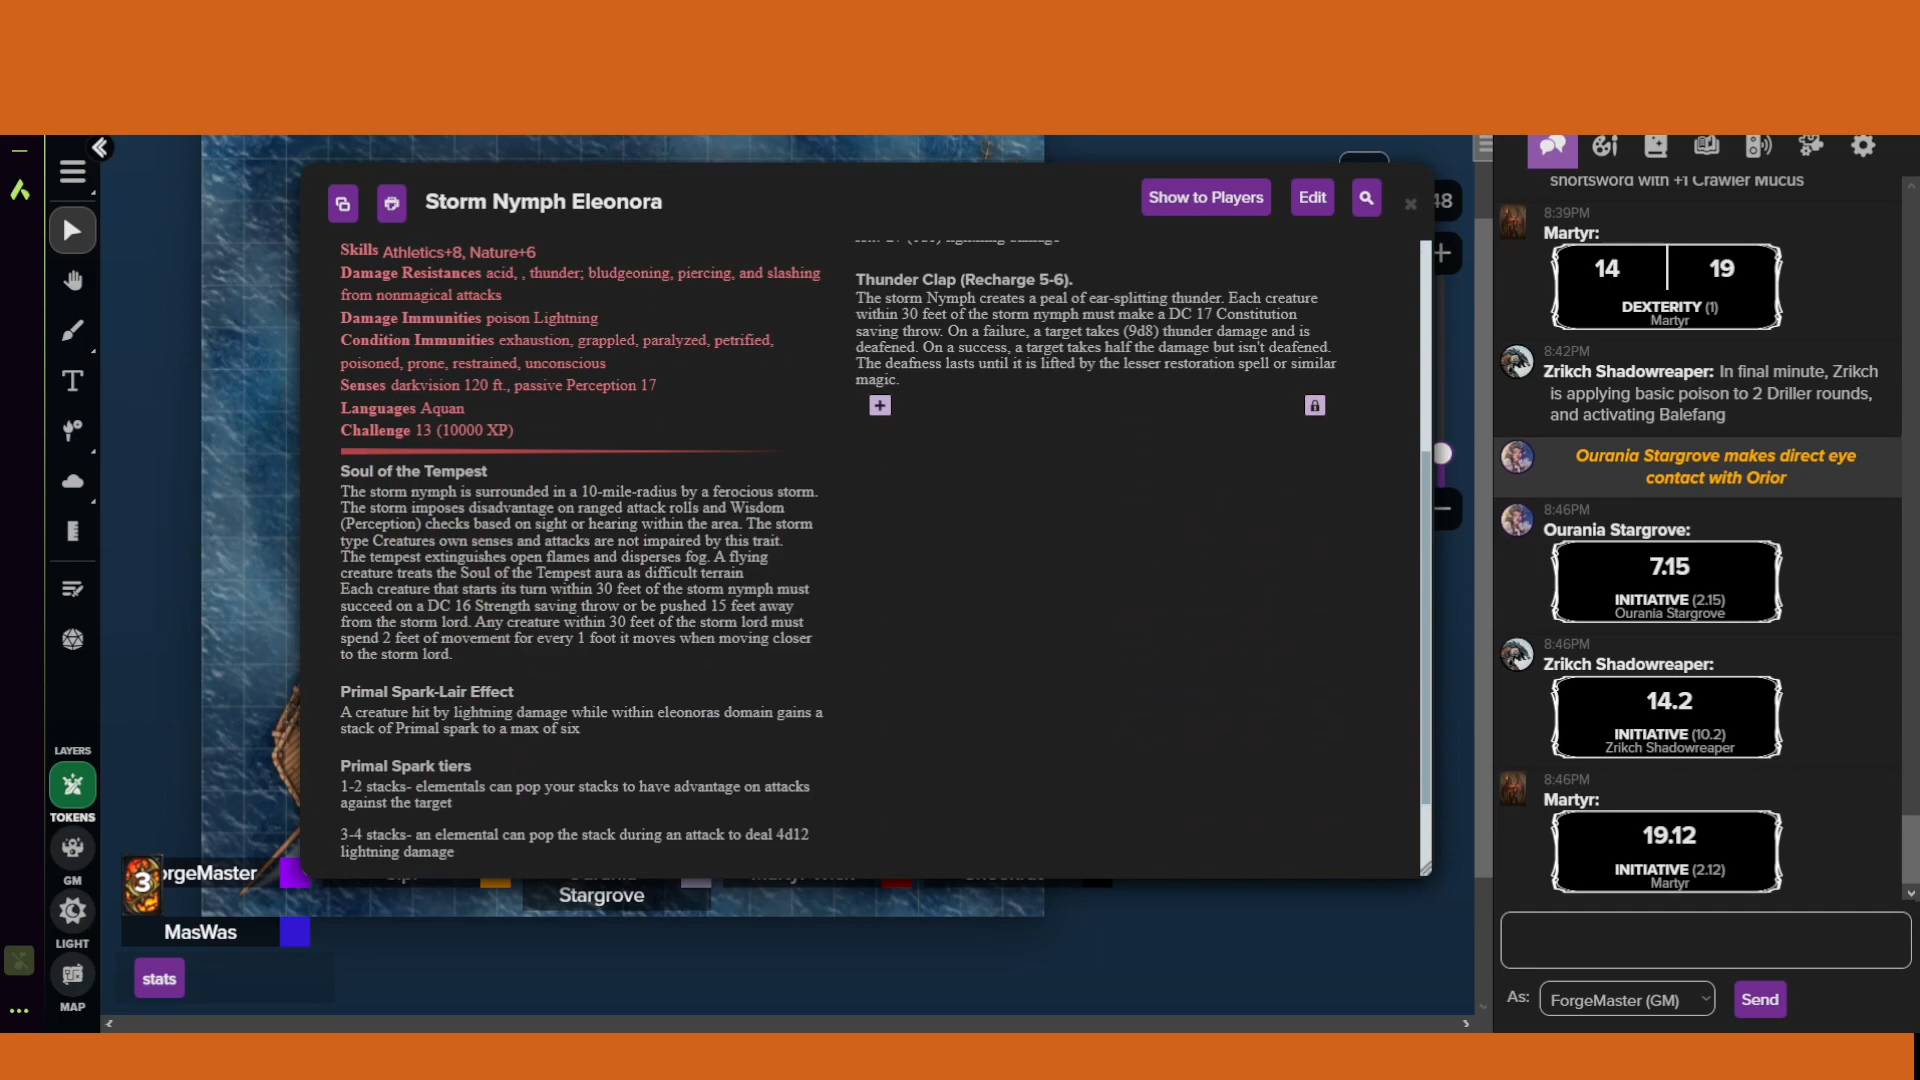 Storm Nymph Eleonora
Show to Players
Edit
48
Skills Athletics+8, Nature+6
Damage Resistances acid, , thunder; bludgeoning, piercing, and slashing
from nonmagical attacks
Damage Immunities poison Lightning
Condition Immunities exhaustion, grappled, paralyzed, petrified,
poisoned, prone, restrained, unconscious
Senses darkvision 120 ft., passive Perception 17
Languages Aquan
Challenge 13 (10000 XP)
Soul of the Tempest
The storm nymph is surrounded in a 10-mile-radius by a ferocious storm.
The storm imposes disadvantage on ranged attack rolls and Wisdom
(Perception) checks based on sight or hearing within the area. The storm
type Creatures own senses and attacks are not impaired by this trait.
The tempest extinguishes open flames and disperses fog. A flying
creature treats the Soul of the Tempest aura as difficult terrain
Each creature that starts its turn within 30 feet of the storm nymph must
succeed on a DC 16 Strength saving throw or be pushed 15 feet away
from the storm lord. Any creature within 30 feet of the storm lord must
spend 2 feet of movement for every 1 foot it moves when moving closer
to the storm lord.
Primal Spark-Lair Effect
A creature hit by lightning damage while within eleonoras domain gains a
stack of Primal spark to a max of six
Primal Spark tiers
1-2 stacks- elementals can pop your stacks to have advantage on attacks
against the target
3-4 stacks- an elemental can pop the stack during an attack to deal 4d12
lightning damage
Thunder Clap (Recharge 5-6).
The storm Nymph creates a peal of ear-splitting thunder. Each creature
within 30 feet of the storm nymph must make a DC 17 Constitution
saving throw. On a failure, a target takes (9d8) thunder damage and is
deafened. On a success, a target takes half the damage but isn't deafened.
The deafness lasts until it is lifted by the lesser restoration spell or similar
magic.
LAYERS
TOKENS
GM
LIGHT
MAP
3
orgeMaster
Stargrove
MasWas
stats
shortsword with +1 Crawler Mucus
8:39PM
Martyr:
14 19
DEXTERITY (1)
Martyr
8:42PM
Zrikch Shadowreaper: In final minute, Zrikch
is applying basic poison to 2 Driller rounds,
and activating Balefang
Ourania Stargrove makes direct eye
contact with Orior
8:46PM
Ourania Stargrove:
7.15
INITIATIVE (2.15)
Ourania Stargrove
8:46PM
Zrikch Shadowreaper:
14.2
INITIATIVE (10.2)
Zrikch Shadowreaper
8:46PM
Martyr:
19.12
INITIATIVE (2.12)
Martyr
As: ForgeMaster (GM)
Send